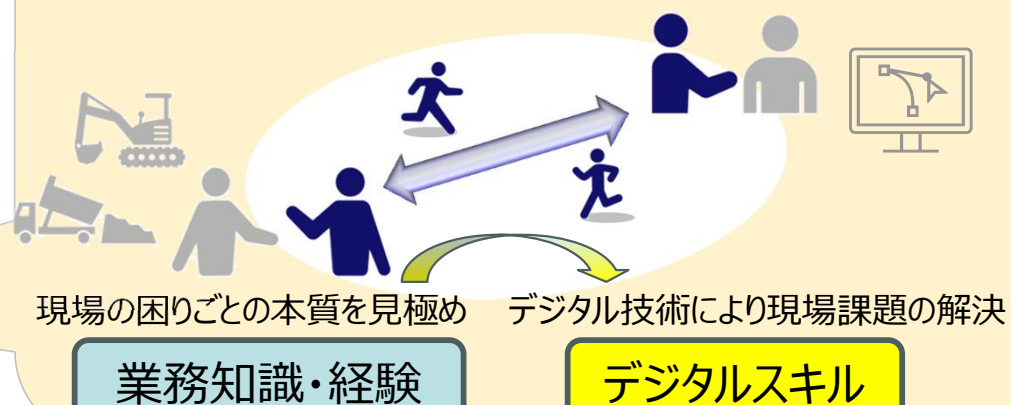 現場の困りごとの本質を見極め
デジタル技術により現場課題の解決
業務知識・経験
デジタルスキル